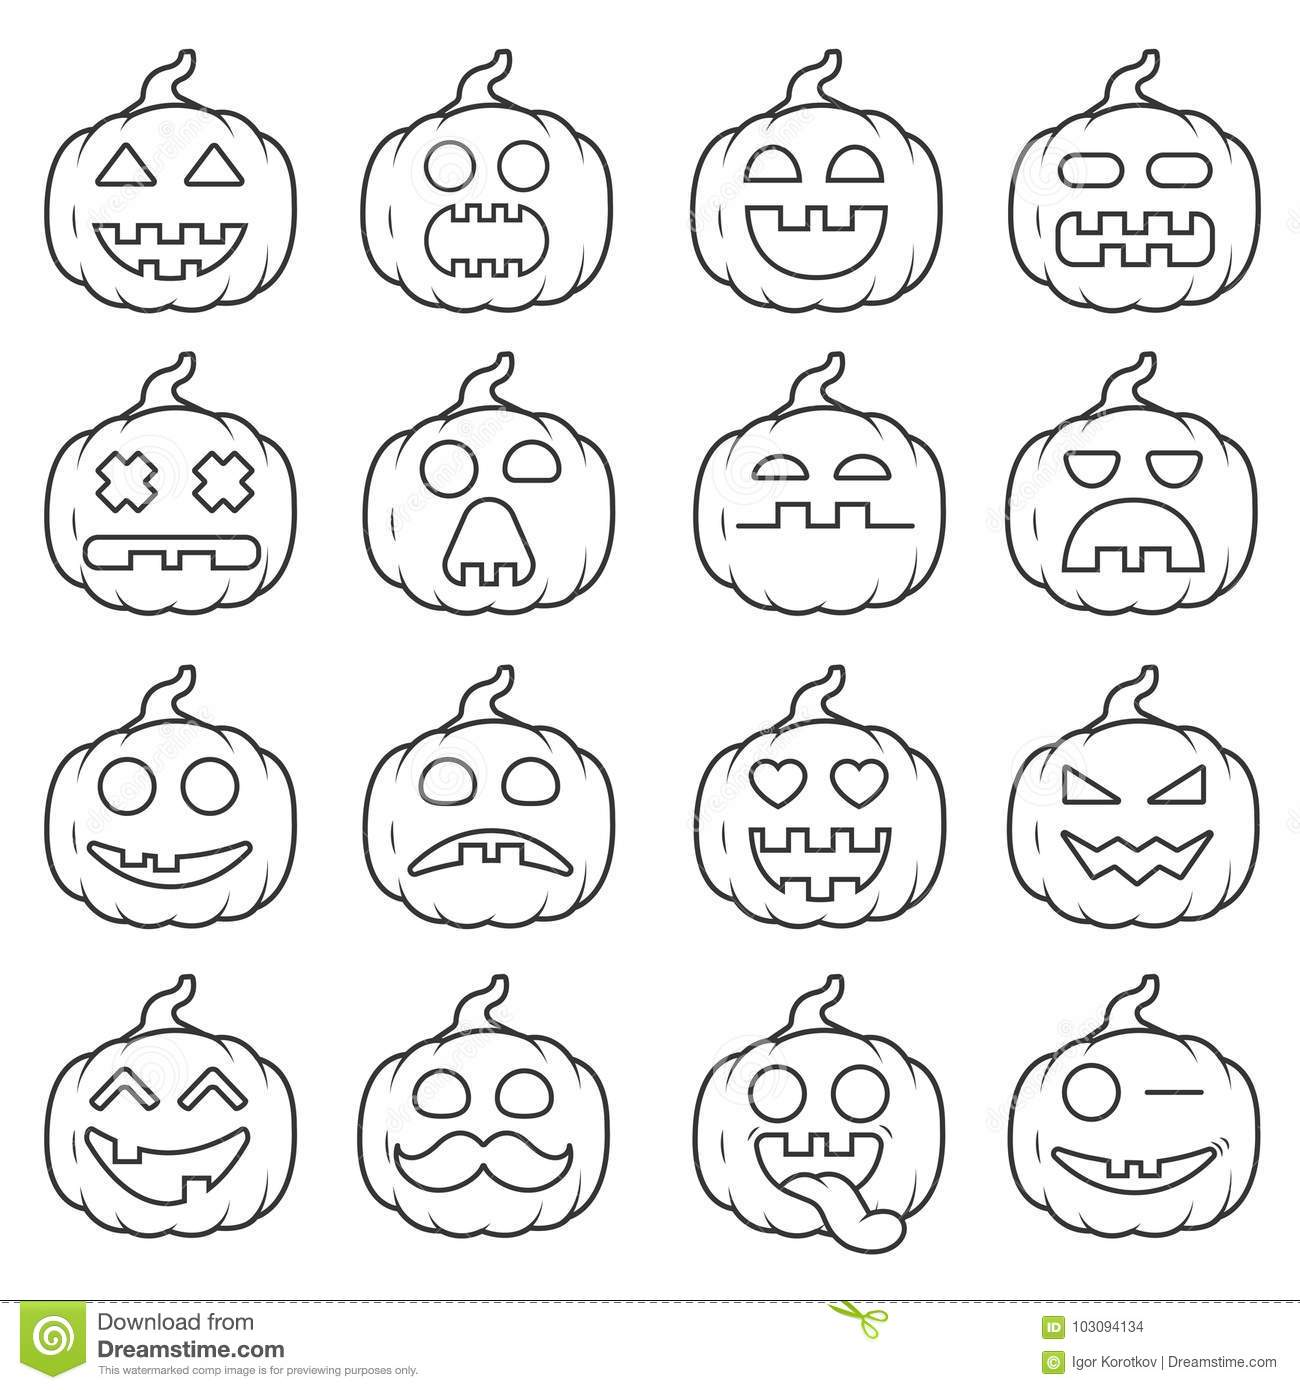 Download from
Dreamstime.com
This watermarked comp image is for previewing purposes only.
ID 103094134
© Igor Korotkov | Dreamstime.com